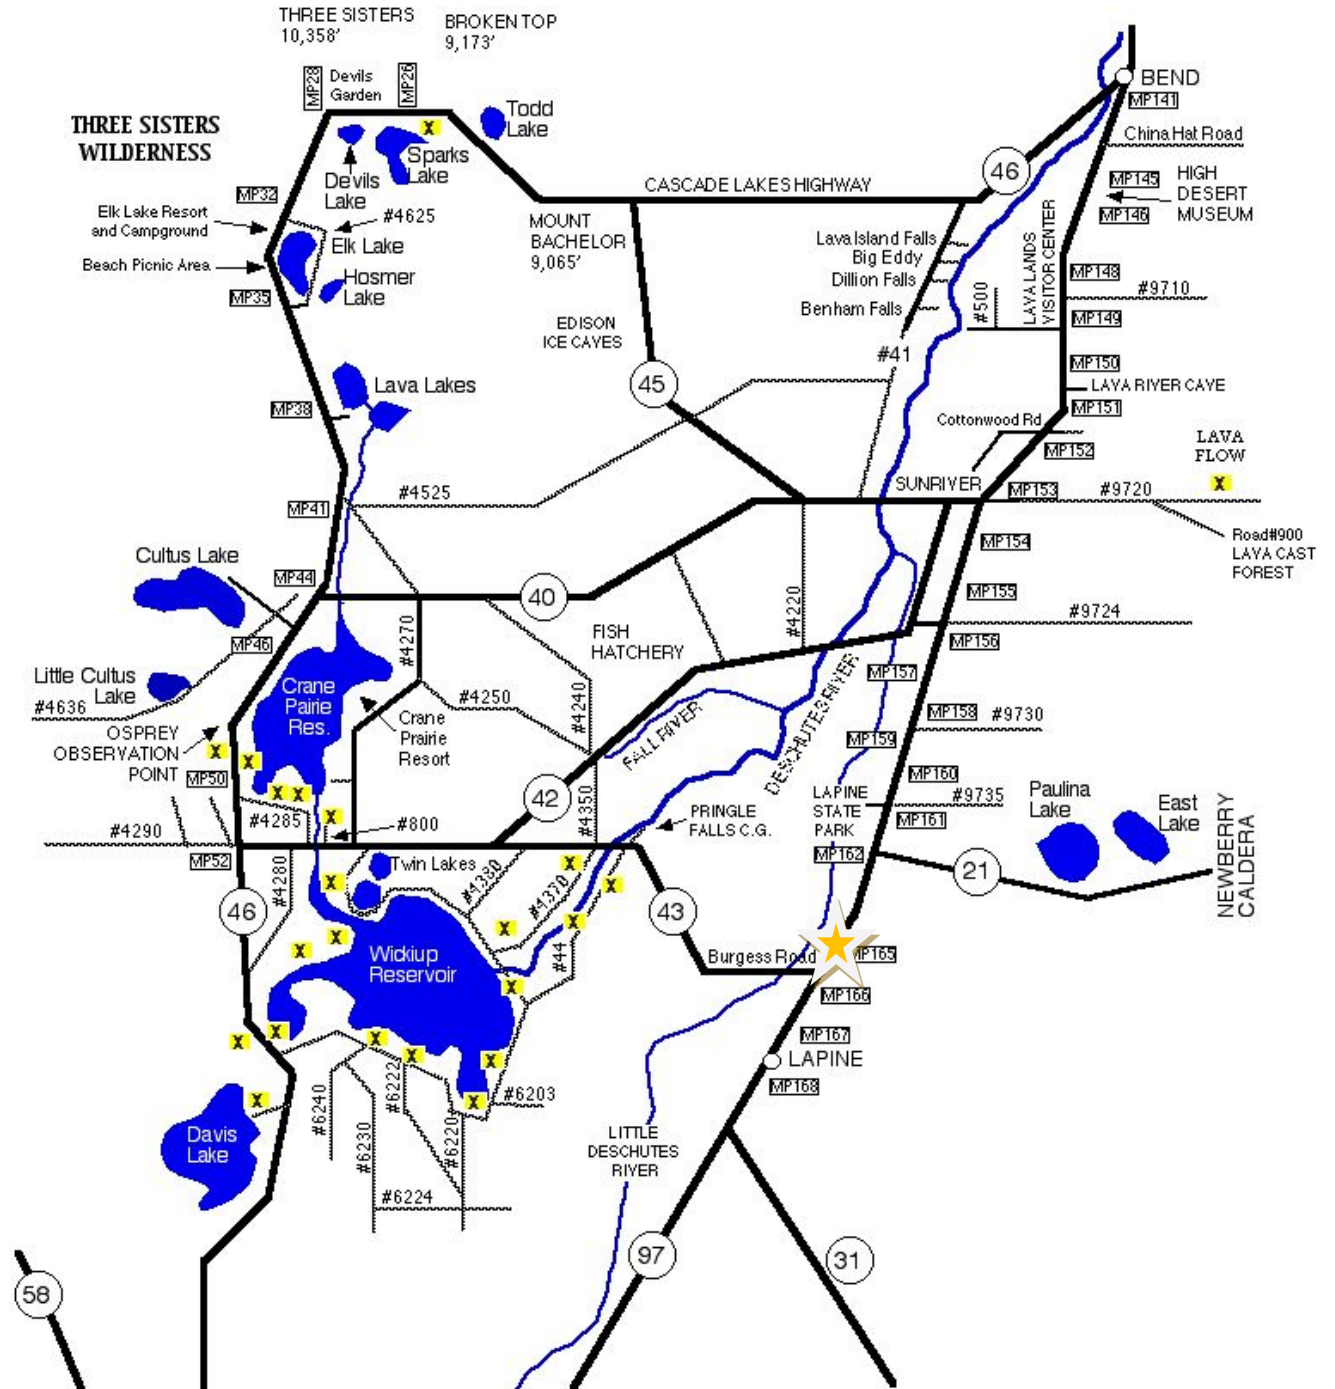 THREE SISTERS
10,358'
BROKEN TOP
9,173'
MP28
Devils
Garden
MP26
Todd
Lake
BEND
MP141
THREE SISTERS
WILDERNESS
X
Sparks
Lake
Devils
Lake
China Hat Road
46
MP145
HIGH
DESERT
MUSEUM
MP146
CASCADE LAKES HIGHWAY
MP32
#4625
Elk Lake Resort
and Campground
Elk Lake
Beach Picnic Area
Hosmer
Lake
MP35
MOUNT
BACHELOR
9,065'
Lava Island Falls
Big Eddy
Dillion Falls
Benham Falls
LAVA LANDS
VISITOR CENTER
#500
MP148
#9710
MP149
EDISON
ICE CAVES
#41
MP150
LAVA RIVER CAVE
45
Lava Lakes
MP38
MP151
Cottonwood Rd
MP152
LAVA
FLOW
X
SUNRIVER
MP153
#9720
#4525
MP41
Road#900
LAVA CAST
FOREST
MP154
Cultus Lake
MP44
40
MP155
#4220
#9724
MP46
#4270
FISH
HATCHERY
MP156
Little Cultus
Lake
#4636
Crane
Pairie
Res.
#4250
#4240
MP157
DESCHUTES RIVER
FALL RIVER
MP158
#9730
OSPREY
OBSERVATION
POINT
Crane
Prairie
Resort
X
X
MP159
MP50
X
X
42
MP160
LAPINE
STATE
PARK
#9735
MP161
Paulina
Lake
East
Lake
NEWBERRY
CALDERA
#4290
#4285
X
#800
#4350
PRINGLE
FALLS C.G.
MP52
MP162
21
Twin Lakes
#4280
X
#4330
#4370
X
X
46
43
X
X
X
X
#44
Wickiup
Reservoir
Burgess Road
MP165
X
MP166
X
X
X
X
X
MP167
LAPINE
MP168
X
X
#6203
#6240
#6230
#6222
#6220
Davis
Lake
LITTLE
DESCHUTES
RIVER
#6224
58
97
31